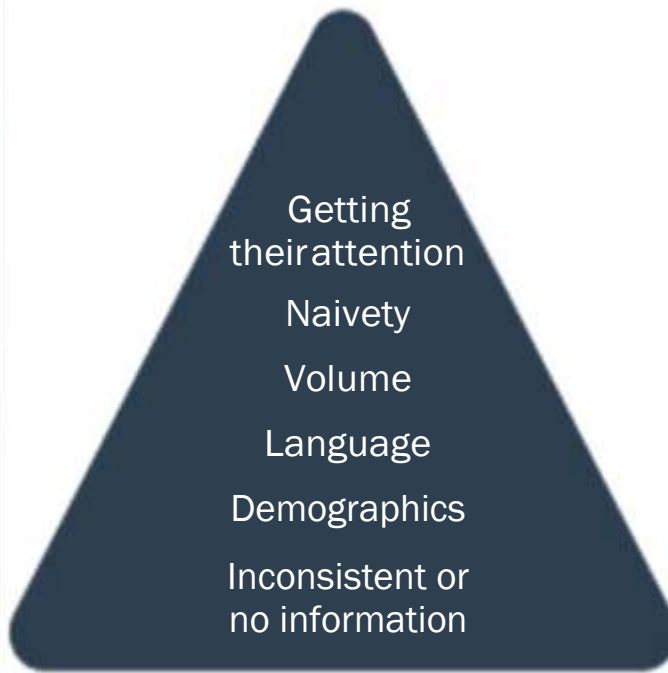 Getting
theirattention
Naivety
Volume
Language
Demographics
Inconsistent or
no information